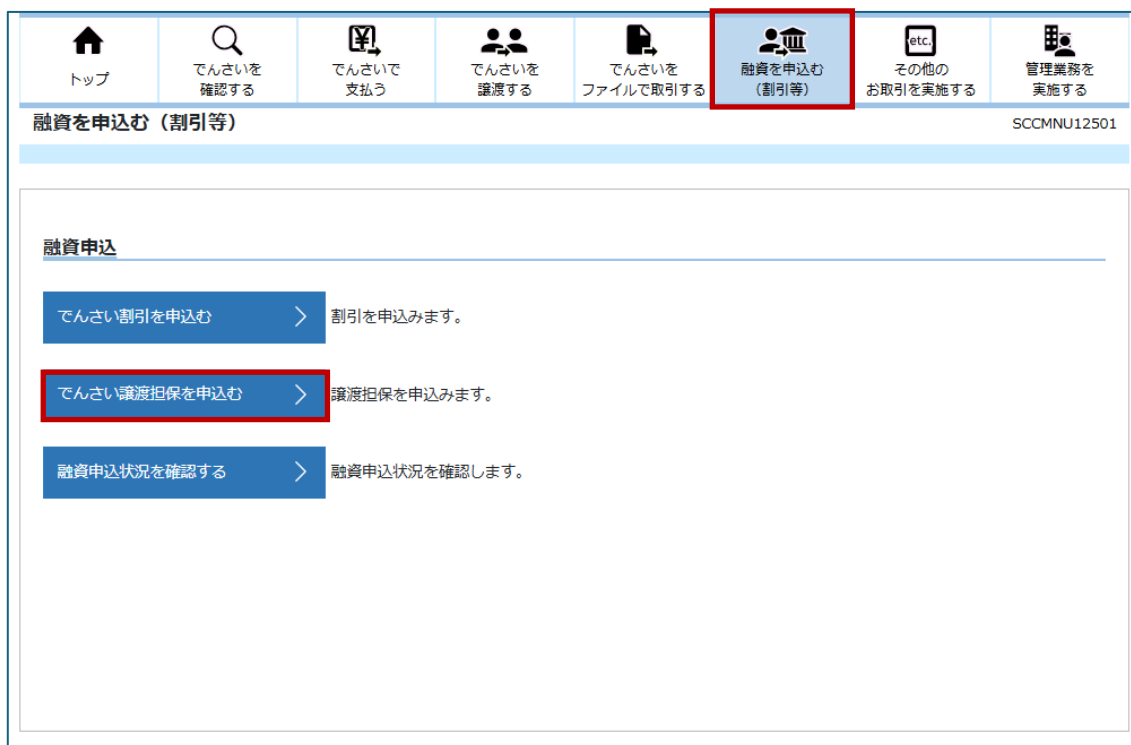 トップ
でんさいを
確認する
でんさいで
支払う
でんさいを
譲渡する
でんさいを
ファイルで取引する
融資を申込む
(割引等)
etc.
その他の
お取引を実施する
管理業務を
実施する
融資を申込む(割引等)
SCCMNU12501
融資申込
でんさい割引を申込む 割引を申込みます。
でんさい譲渡担保を申込む 譲渡担保を申込みます。
融資申込状況を確認する 融資申込状況を確認します。